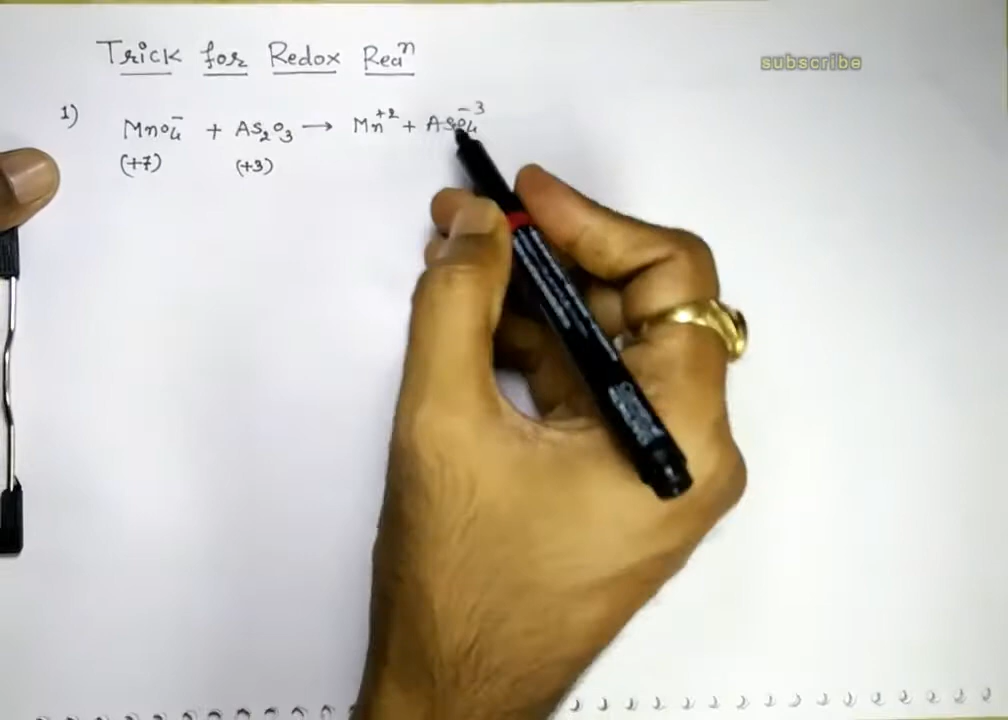 Trick for Redox Reaⁿ
subscribe
1) MnO₄⁻ + AS₂O₃ → Mn⁺² + ASO₄⁻³
(+7) (+3)